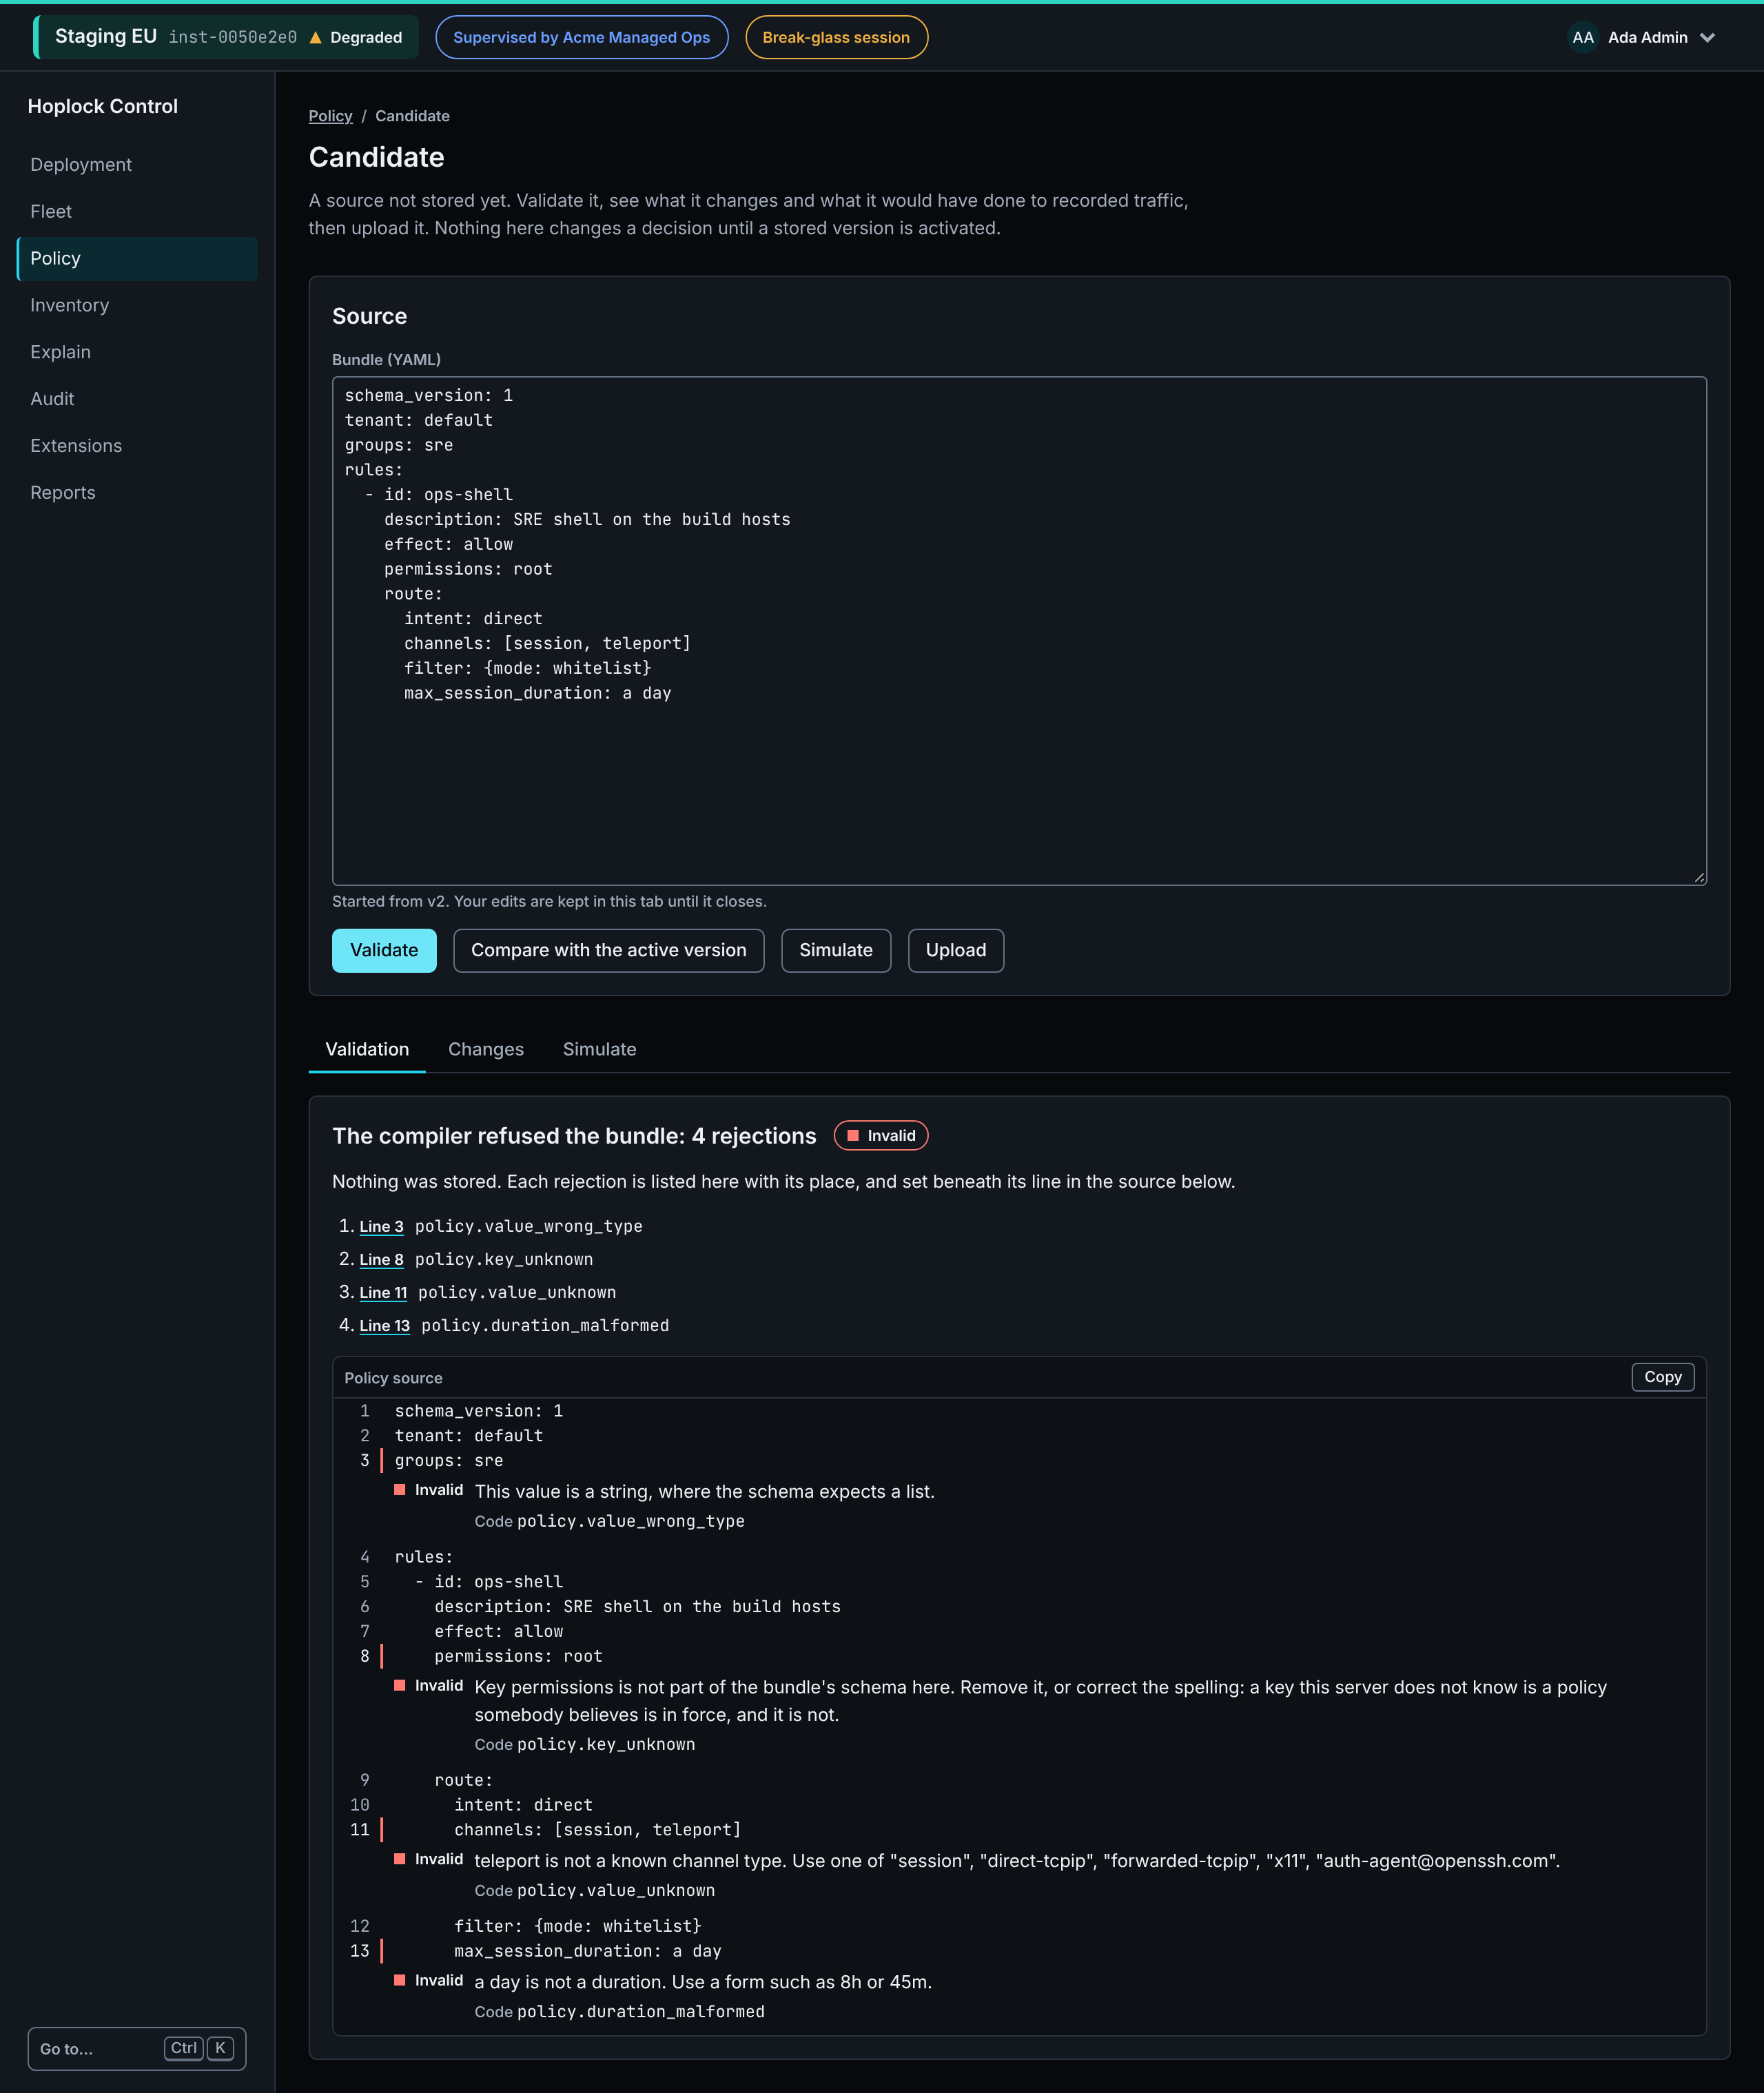 Staging EU inst-0050e2e0 Degraded Supervised by Acme Managed Ops Break-glass session AA Ada Admin
Hoplock Control
Deployment
Fleet
Policy
Inventory
Explain
Audit
Extensions
Reports
Go to... Ctrl K
Policy / Candidate
Candidate
A source not stored yet. Validate it, see what it changes and what it would have done to recorded traffic,
then upload it. Nothing here changes a decision until a stored version is activated.
Source
Bundle (YAML)
schema_version: 1
tenant: default
groups: sre
rules:
  - id: ops-shell
    description: SRE shell on the build hosts
    effect: allow
    permissions: root
    route:
      intent: direct
      channels: [session, teleport]
      filter: {mode: whitelist}
      max_session_duration: a day
Started from v2. Your edits are kept in this tab until it closes.
Validate Compare with the active version Simulate Upload
Validation Changes Simulate
The compiler refused the bundle: 4 rejections Invalid
Nothing was stored. Each rejection is listed here with its place, and set beneath its line in the source below.
1. Line 3 policy.value_wrong_type
2. Line 8 policy.key_unknown
3. Line 11 policy.value_unknown
4. Line 13 policy.duration_malformed
Policy source Copy
1 schema_version: 1
2 tenant: default
3 groups: sre
Invalid This value is a string, where the schema expects a list.
Code policy.value_wrong_type
4 rules:
5   - id: ops-shell
6     description: SRE shell on the build hosts
7     effect: allow
8     permissions: root
Invalid Key permissions is not part of the bundle's schema here. Remove it, or correct the spelling: a key this server does not know is a policy
somebody believes is in force, and it is not.
Code policy.key_unknown
9     route:
10       intent: direct
11       channels: [session, teleport]
Invalid teleport is not a known channel type. Use one of "session", "direct-tcpip", "forwarded-tcpip", "x11", "auth-agent@openssh.com".
Code policy.value_unknown
12       filter: {mode: whitelist}
13       max_session_duration: a day
Invalid a day is not a duration. Use a form such as 8h or 45m.
Code policy.duration_malformed